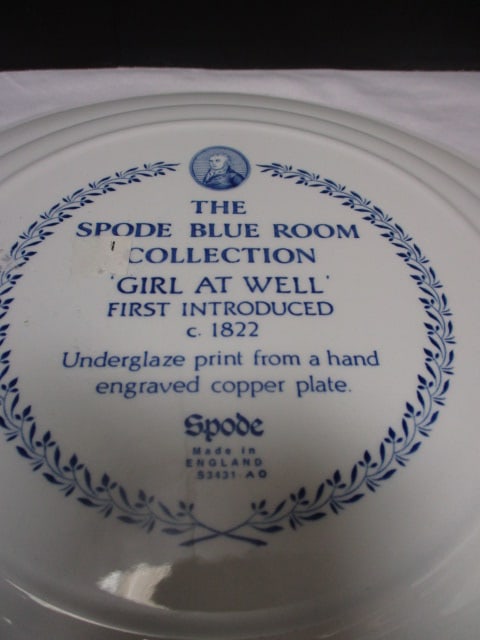 THE
SPODE BLUE ROOM
COLLECTION
'GIRL AT WELL'
FIRST INTRODUCED
c. 1822
Underglaze print from a hand
engraved copper plate.
Spode
Made in
ENGLAND
S3431 AO